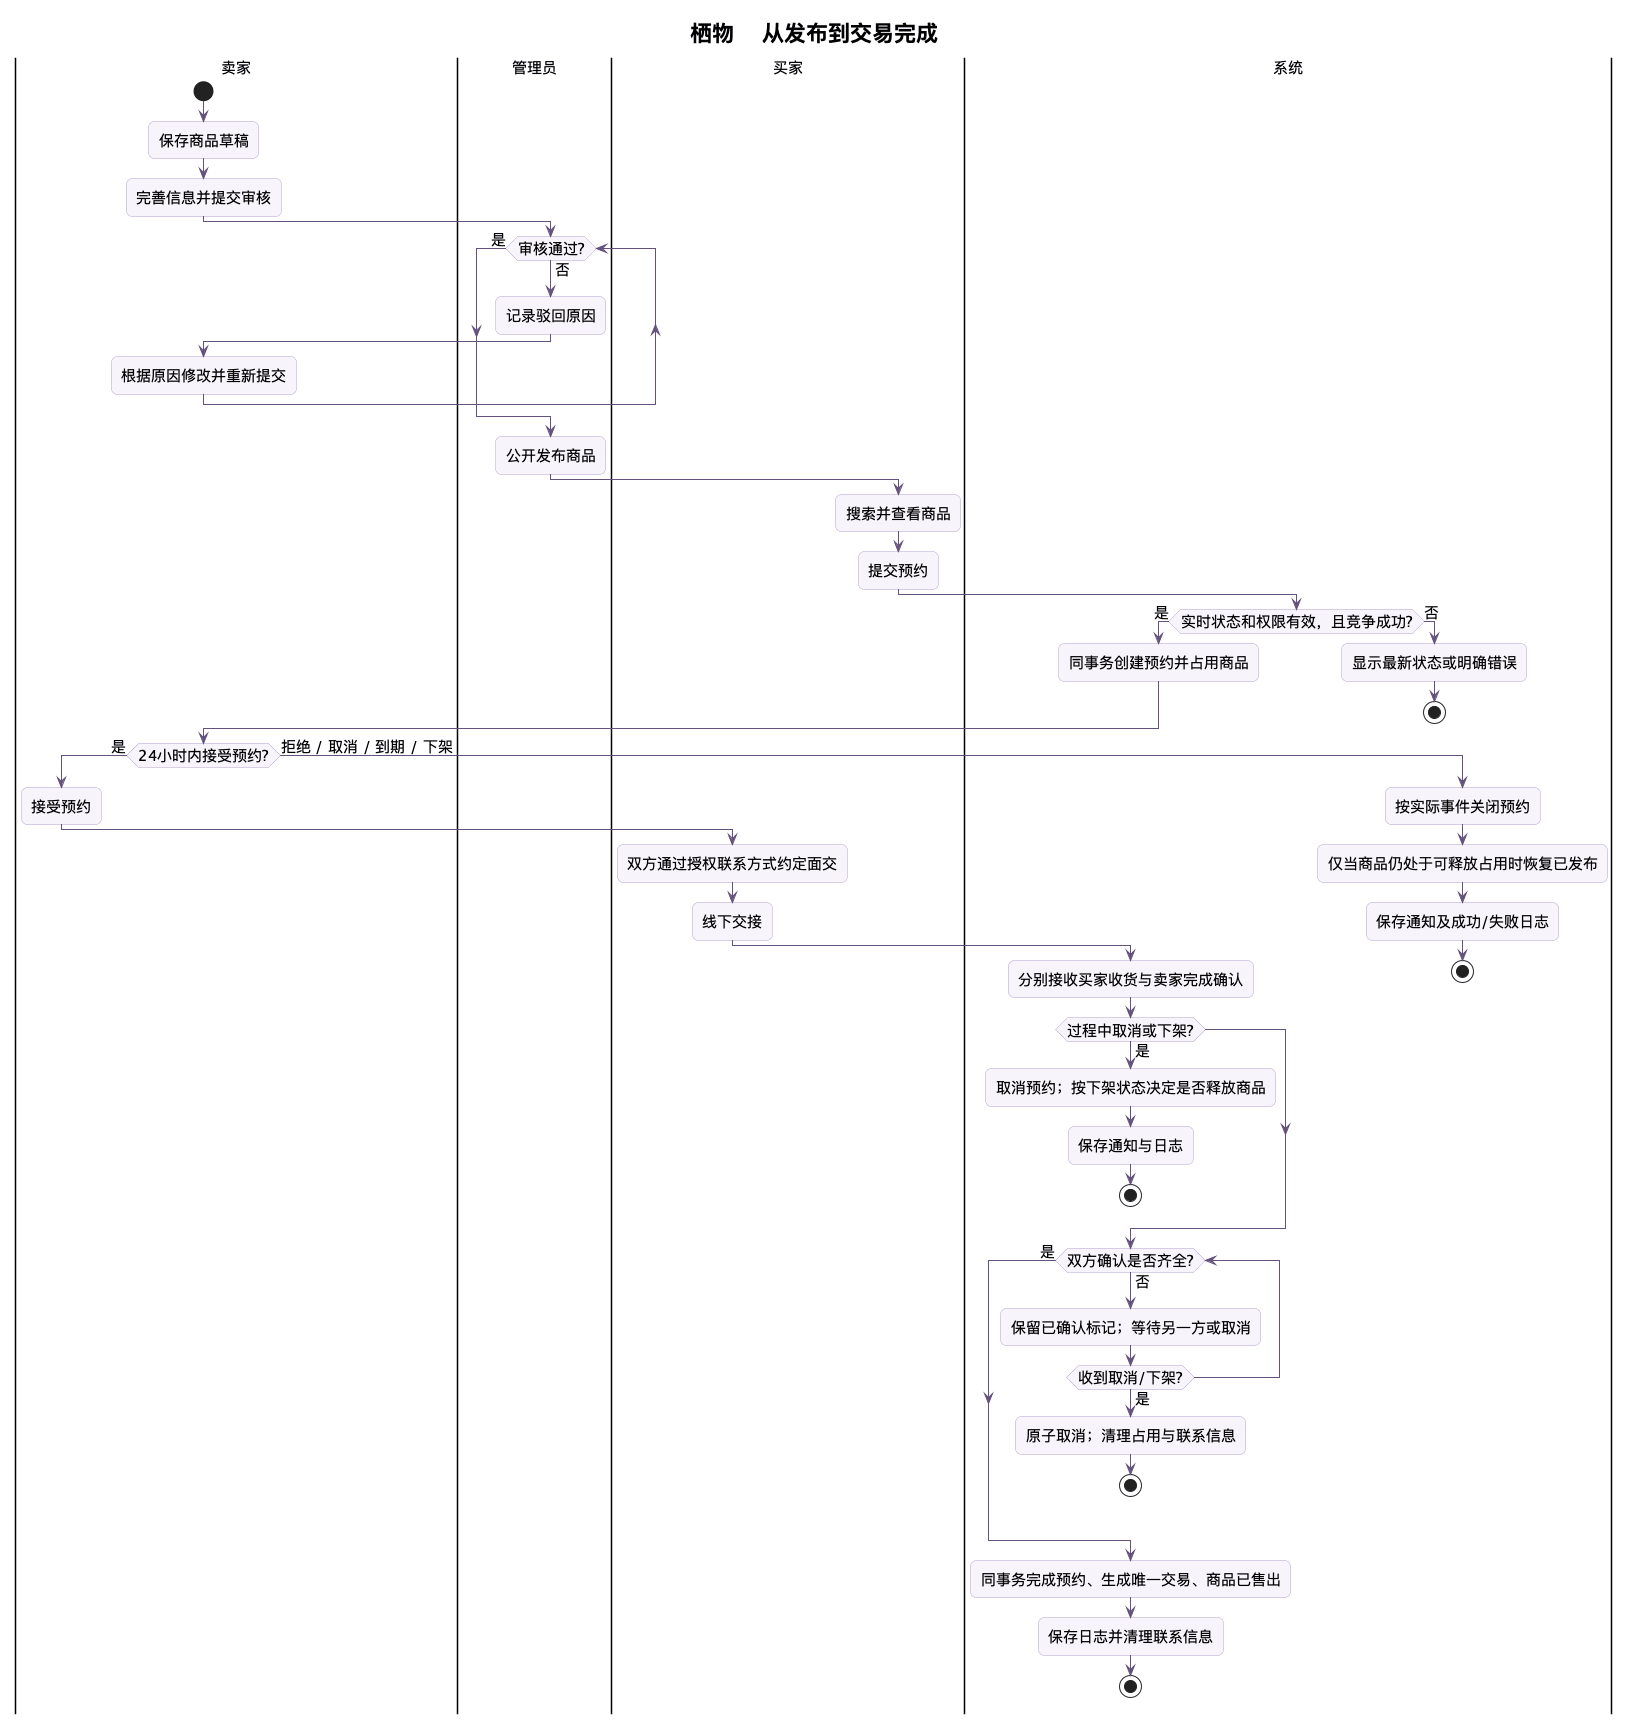 栖物 从发布到交易完成
卖家
管理员
买家
系统
保存商品草稿
完善信息并提交审核
是
审核通过?
否
记录驳回原因
根据原因修改并重新提交
公开发布商品
搜索并查看商品
提交预约
是
实时状态和权限有效，且竞争成功?
否
同事务创建预约并占用商品
显示最新状态或明确错误
是
24小时内接受预约?
拒绝 / 取消 / 到期 / 下架
接受预约
按实际事件关闭预约
双方通过授权联系方式约定面交
仅当商品仍处于可释放占用时恢复已发布
线下交接
保存通知及成功/失败日志
分别接收买家收货与卖家完成确认
过程中取消或下架?
是
取消预约；按下架状态决定是否释放商品
保存通知与日志
是
双方确认是否齐全?
否
保留已确认标记；等待另一方或取消
收到取消/下架?
是
原子取消；清理占用与联系信息
同事务完成预约、生成唯一交易、商品已售出
保存日志并清理联系信息